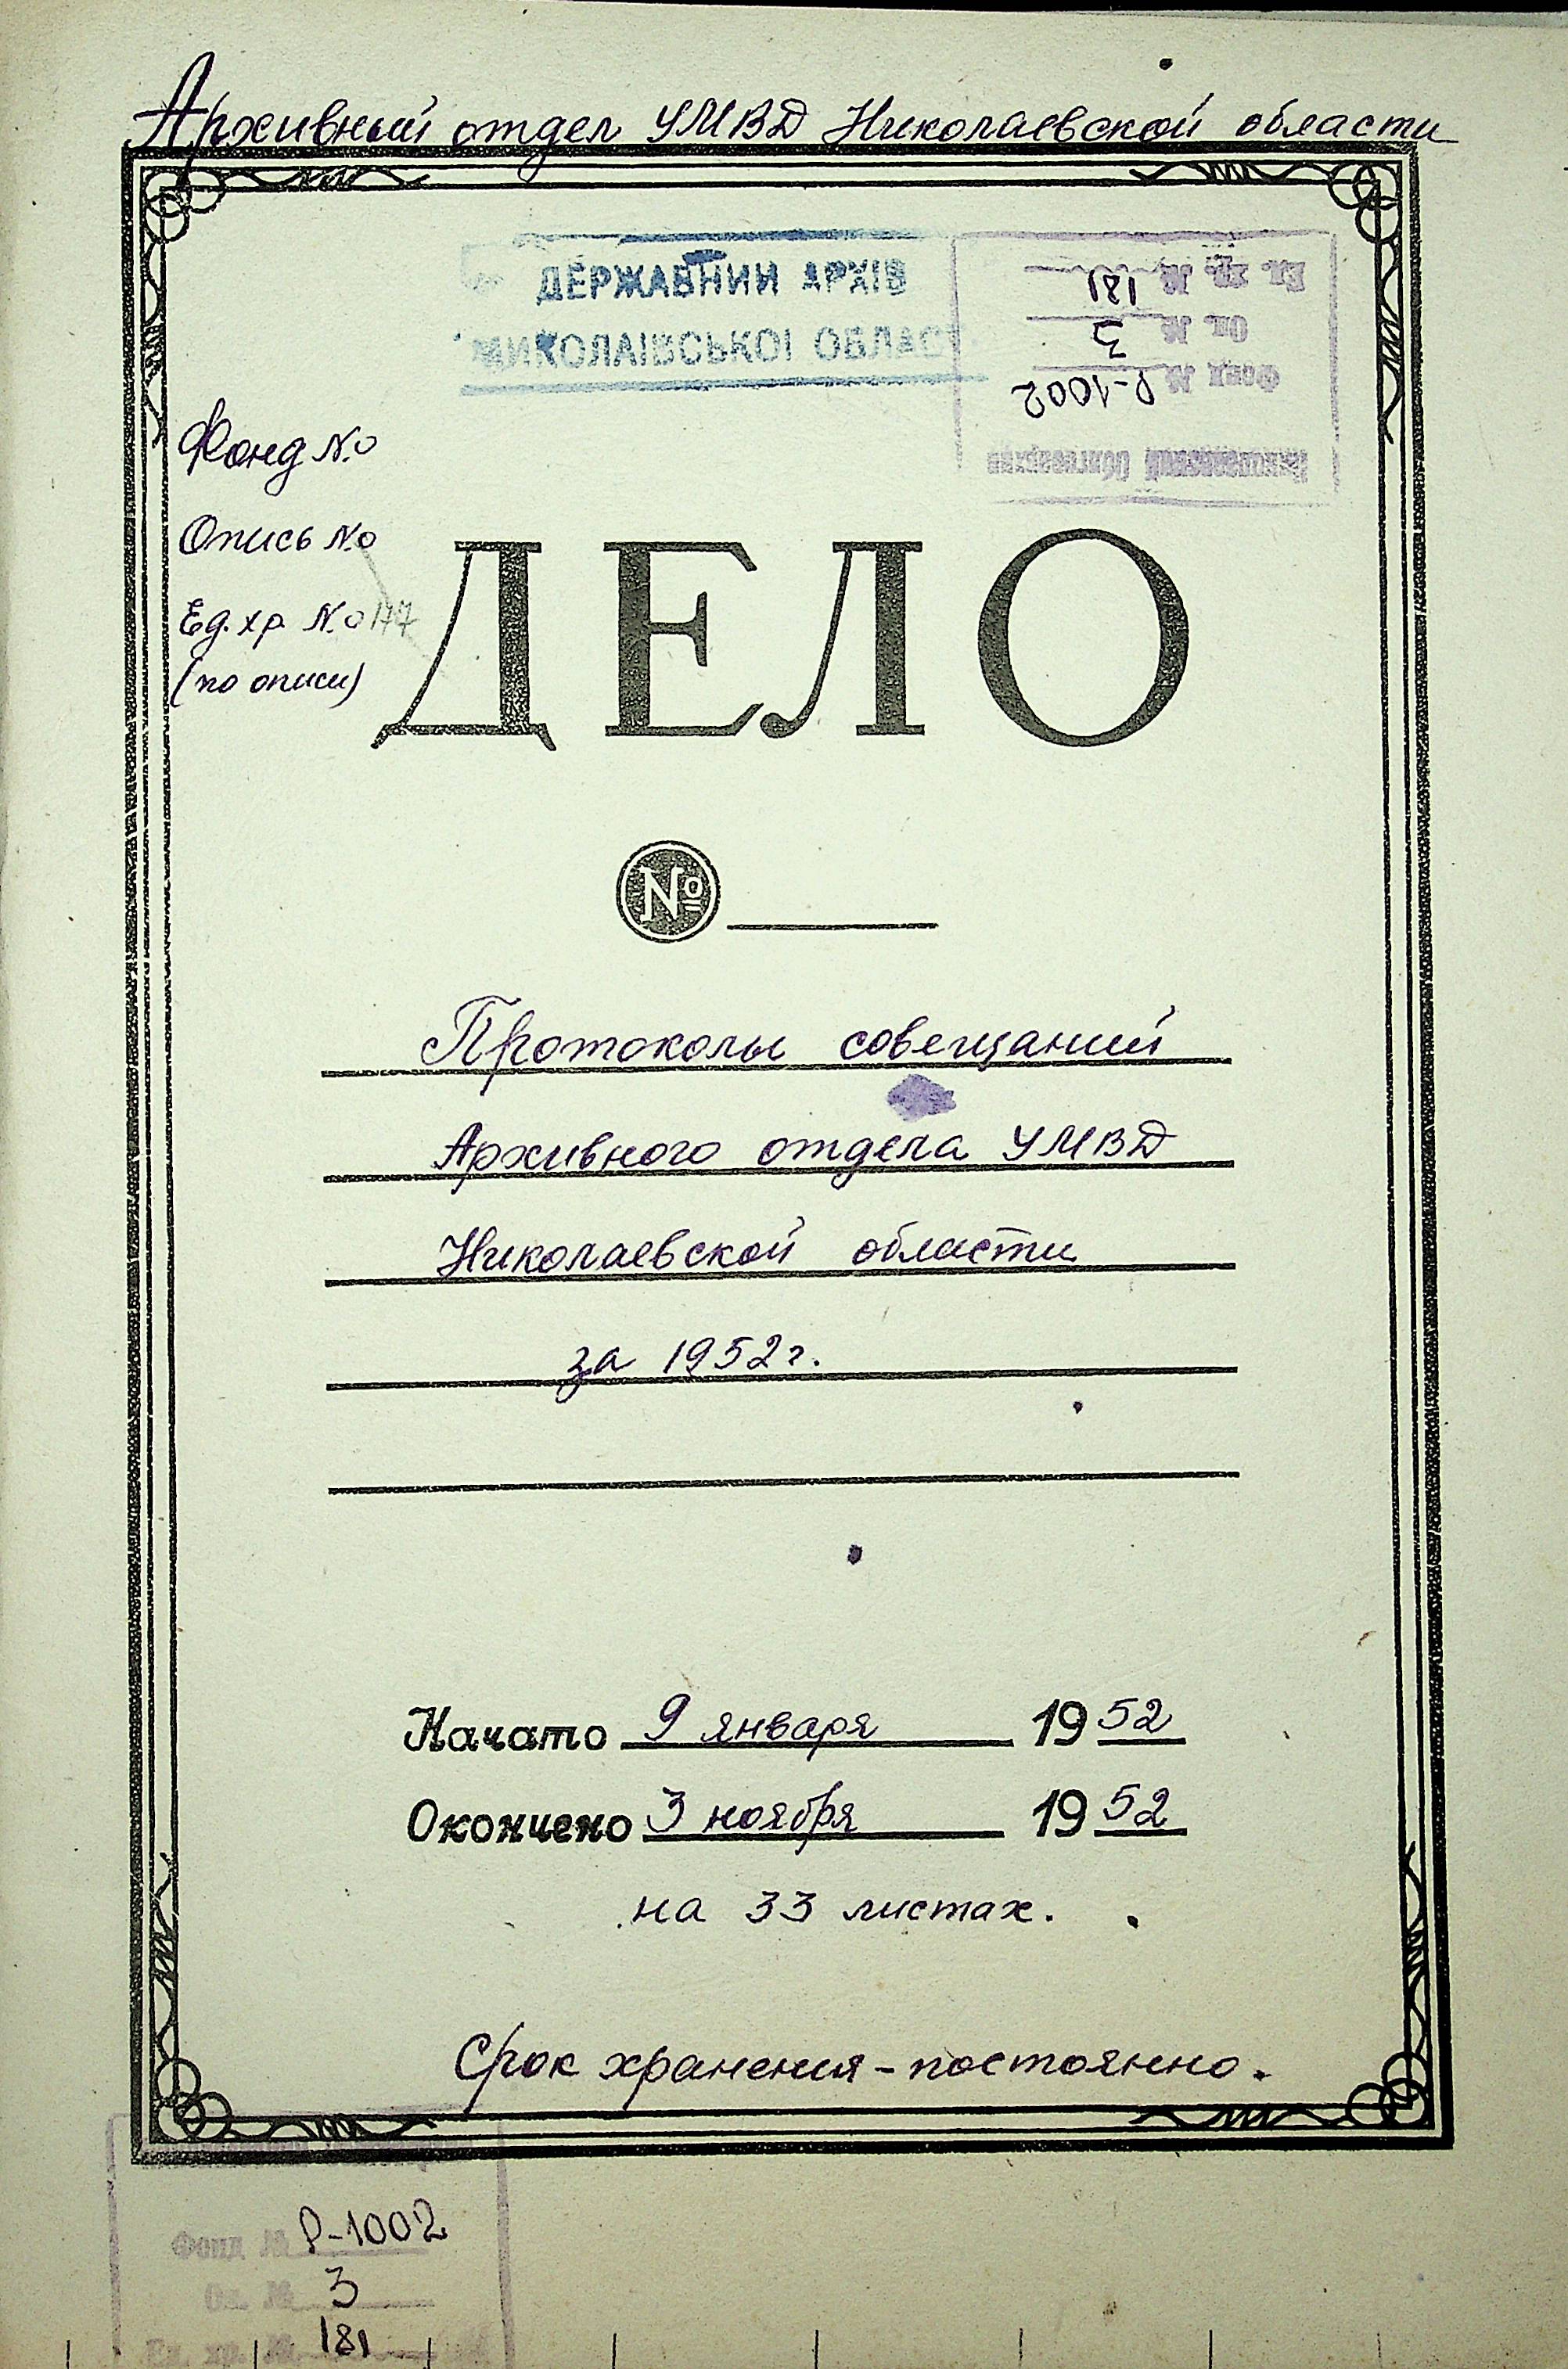 Архивный отдел УМВД Николаевской области
ДЕРЖАВНИЙ АРХІВ
МИКОЛАЇВСЬКОЇ ОБЛАСТ
Николаевский Облгосархив
Фонд № Р-1002
Оп. № 3
Ед. хр. № 181
Фонд №
Опись №
Ед. хр № 177
(по описи)
ДЕЛО
№
Протоколы совещаний
Архивного отдела УМВД
Николаевской области
за 1952 г.
Начато 9 января 1952
Окончено 3 ноября 1952
на 33 листах.
Срок хранения - постоянно.
Фонд № Р-1002
Оп. № 3
Ед. хр. № 181